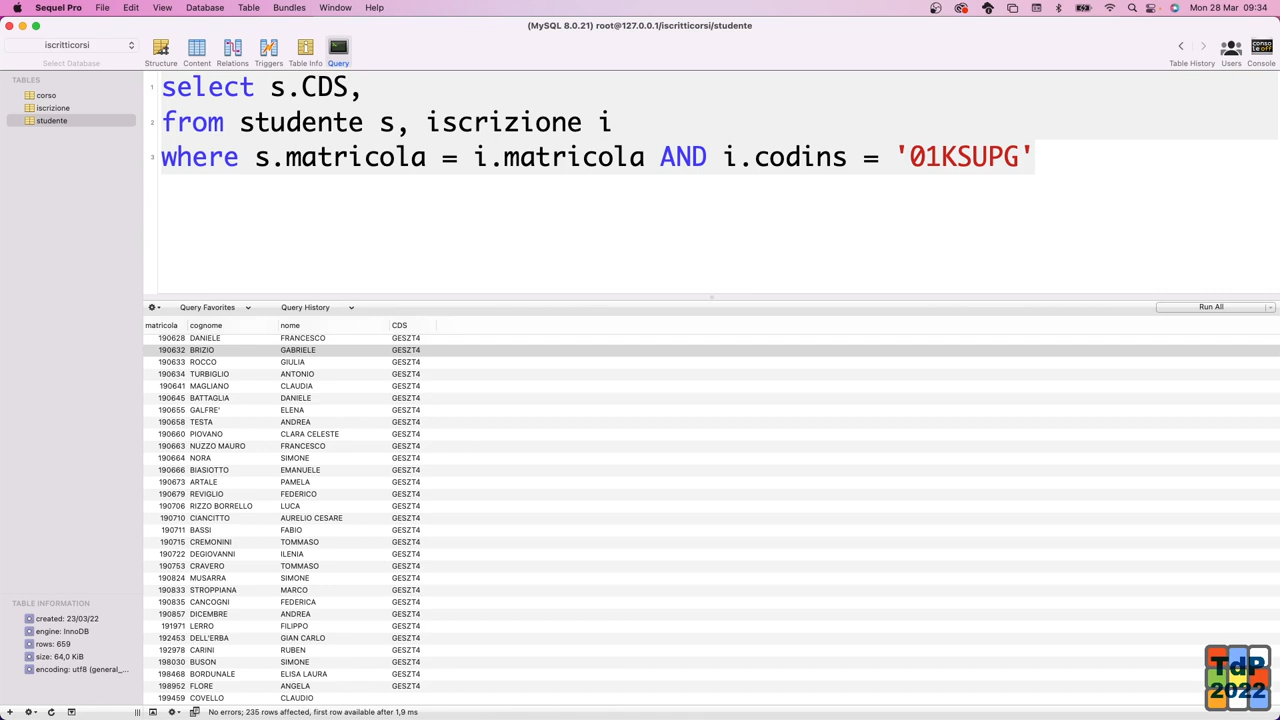 Sequel Pro File Edit View Database Table Bundles Window Help Mon 28 Mar 09:34
(MySQL 8.0.21) root@127.0.0.1/iscritticorsi/studente
iscritticorsi
Select Database
Structure Content Relations Triggers Table Info Query
Table History Users Console
conso
le off
TABLES
corso
iscrizione
studente
1 select s.CDS,
2 from studente s, iscrizione i
3 where s.matricola = i.matricola AND i.codins = '01KSUPG'
Query Favorites Query History Run All
matricola cognome nome CDS
190628 DANIELE FRANCESCO GESZT4
190632 BRIZIO GABRIELE GESZT4
190633 ROCCO GIULIA GESZT4
190634 TURBIGLIO ANTONIO GESZT4
190641 MAGLIANO CLAUDIA GESZT4
190645 BATTAGLIA DANIELE GESZT4
190655 GALFRE' ELENA GESZT4
190658 TESTA ANDREA GESZT4
190660 PIOVANO CLARA CELESTE GESZT4
190663 NUZZO MAURO FRANCESCO GESZT4
190664 NORA SIMONE GESZT4
190666 BIASIOTTO EMANUELE GESZT4
190673 ARTALE PAMELA GESZT4
190679 REVIGLIO FEDERICO GESZT4
190706 RIZZO BORRELLO LUCA GESZT4
190710 CIANCITTO AURELIO CESARE GESZT4
190711 BASSI FABIO GESZT4
190715 CREMONINI TOMMASO GESZT4
190722 DEGIOVANNI ILENIA GESZT4
190753 CRAVERO TOMMASO GESZT4
190824 MUSARRA SIMONE GESZT4
190833 STROPPIANA MARCO GESZT4
190835 CANCOGNI FEDERICA GESZT4
190857 DICEMBRE ANDREA GESZT4
191971 LERRO FILIPPO GESZT4
192453 DELL'ERBA GIAN CARLO GESZT4
192978 CARINI RUBEN GESZT4
198030 BUSON SIMONE GESZT4
198468 BORDUNALE ELISA LAURA GESZT4
198952 FLORE ANGELA GESZT4
199459 COVELLO CLAUDIO
TABLE INFORMATION
created: 23/03/22
engine: InnoDB
rows: 659
size: 64,0 KiB
encoding: utf8 (general_...
No errors; 235 rows affected, first row available after 1,9 ms
TdP
2022